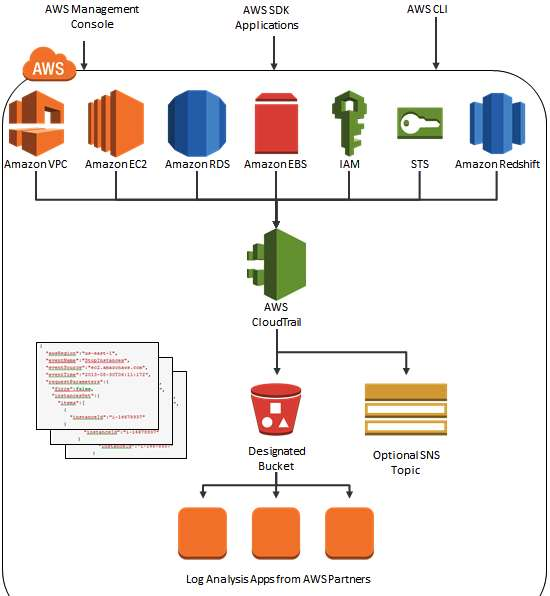 AWS Management
Console
AWS SDK
Applications
AWS CLI
AWS
Amazon VPC
Amazon EC2
Amazon RDS
Amazon EBS
IAM
STS
Amazon Redshift
AWS
CloudTrail
{
"awsRegion":"us-east-1",
"eventName":"StopInstances",
"eventSource":"ec2.amazonaws.com",
"requestParameters":{
"force":false,
"instancesSet":{
"items":[
{
Designated
Bucket
Optional SNS
Topic
Log Analysis Apps from AWS Partners